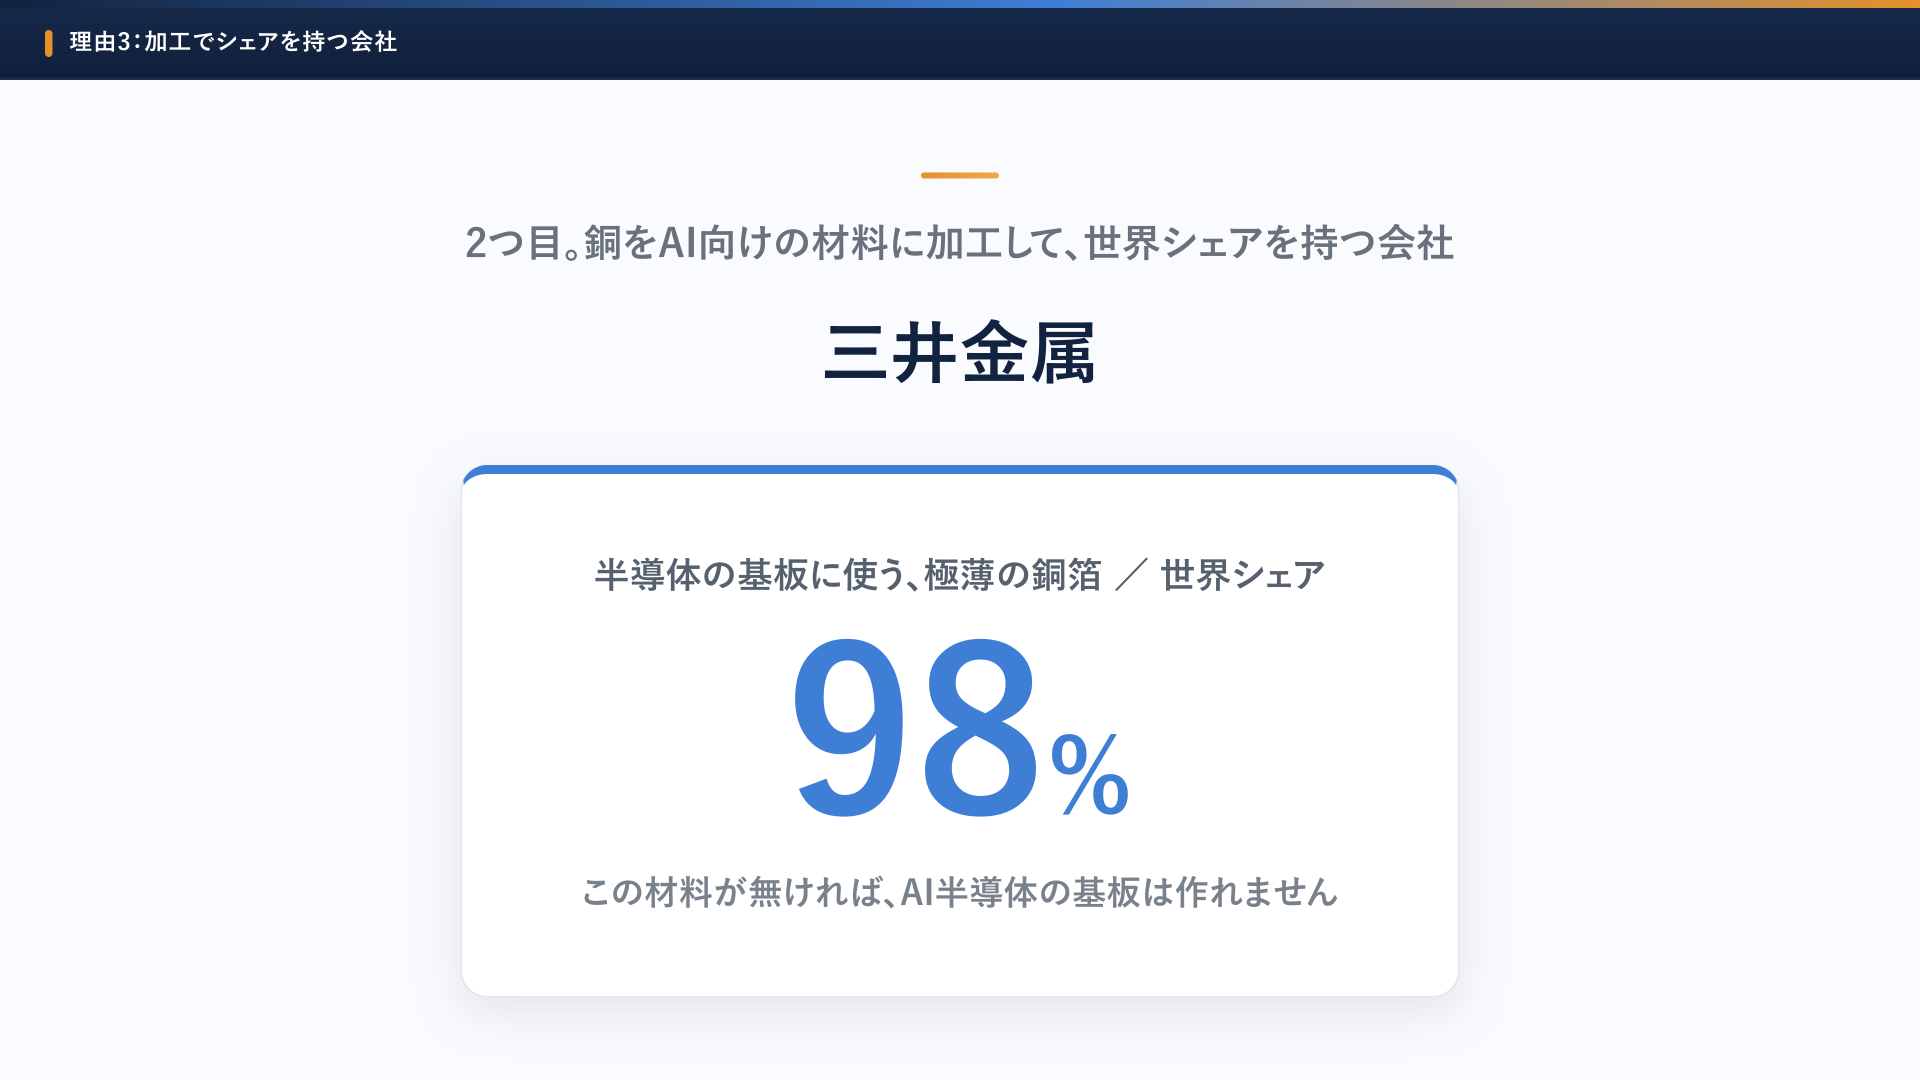 理由3：加工でシェアを持つ会社
2つ目。銅をAI向けの材料に加工して、世界シェアを持つ会社
三井金属
半導体の基板に使う、極薄の銅箔 ／ 世界シェア
98%
この材料が無ければ、AI半導体の基板は作れません